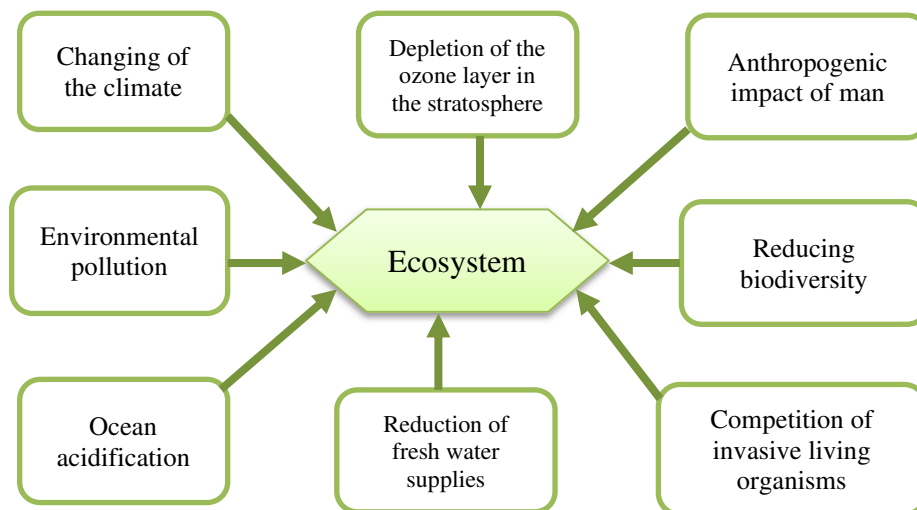 Changing of
the climate
Depletion of the
ozone layer in
the stratosphere
Anthropogenic
impact of man
Environmental
pollution
Ecosystem
Reducing
biodiversity
Ocean
acidification
Reduction of
fresh water
supplies
Competition of
invasive living
organisms